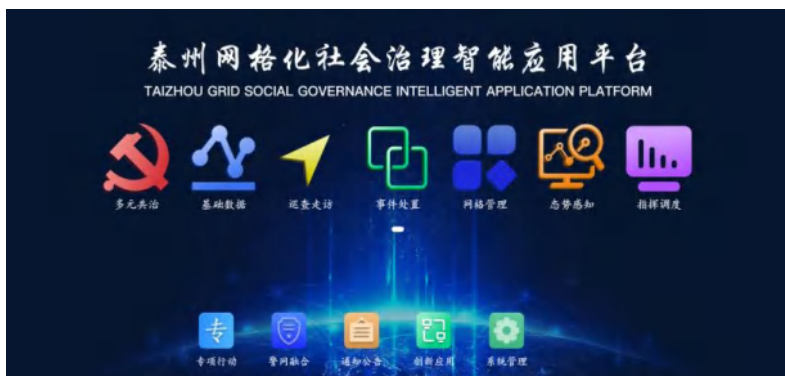 泰州网格化社会治理智能应用平台
TAIZHOU GRID SOCIAL GOVERNANCE INTELLIGENT APPLICATION PLATFORM
多元共治 基础数据 巡查走访 事件处置 网格管理 态势感知 指挥调度
专
专项行动 警网融合 通知公告 创新应用 系统管理